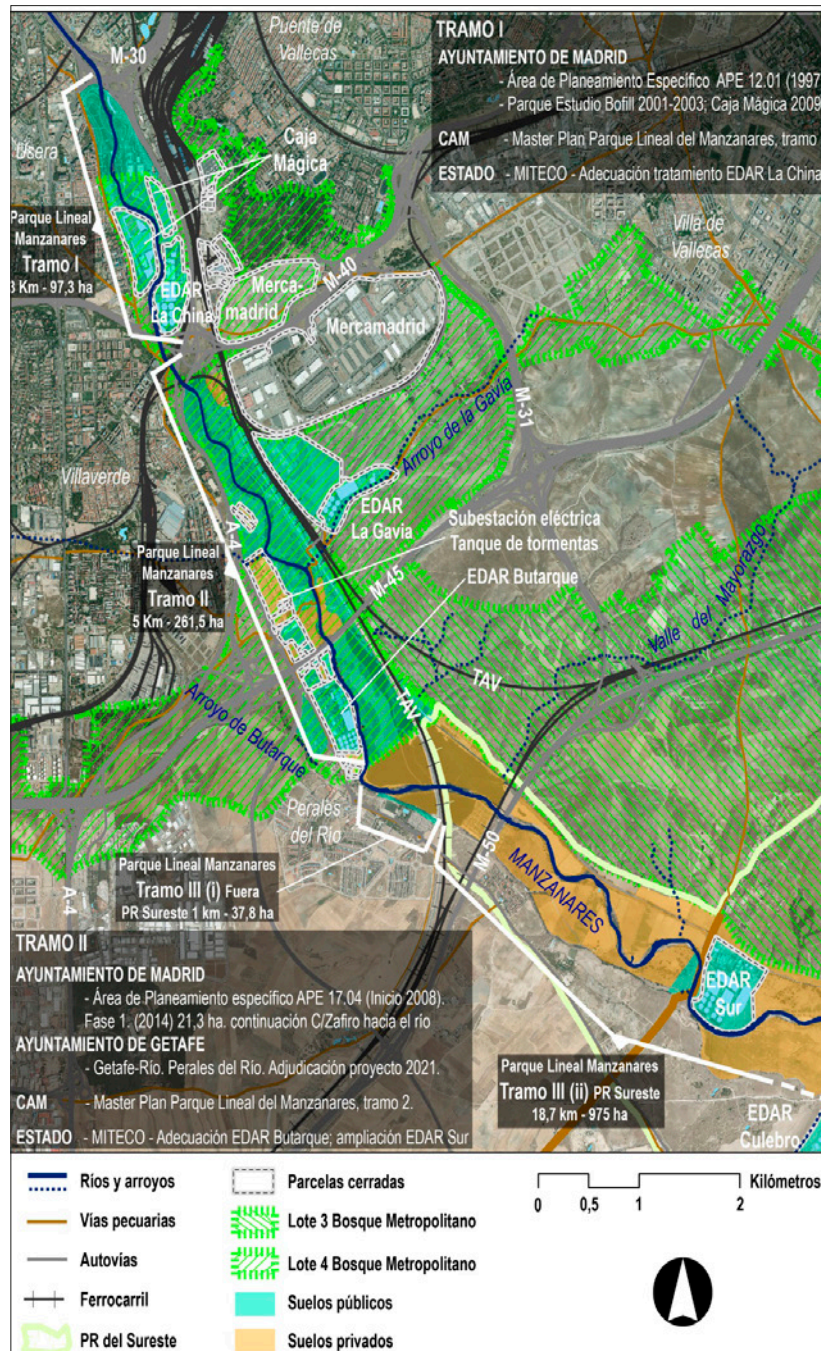 M-30
Puente de
Vallecas
TRAMO I
AYUNTAMIENTO DE MADRID
- Área de Planeamiento Específico APE 12.01 (1997
- Parque Estudio Bofill 2001-2003; Caja Mágica 2009
CAM - Master Plan Parque Lineal del Manzanares, tramo
ESTADO - MITECO - Adecuación tratamiento EDAR La China
Usera
Caja
Mágica
Parque Lineal
Manzanares
Tramo I
3 Km - 97,3 ha
EDAR
La China
Merca-
madrid
M-40
Mercamadrid
Villa de
Vallecas
M-31
Arroyo de la Gavia
Villaverde
EDAR
La Gavia
A-4
Subestación eléctrica
Tanque de tormentas
EDAR Butarque
M-45
Parque Lineal
Manzanares
Tramo II
5 Km - 261,5 ha
Valle del Mayorazgo
TAV
TAV
Arroyo de Butarque
Perales
del Río
M-50
MANZANARES
Parque Lineal Manzanares
Tramo III (i) Fuera
PR Sureste 1 km - 37,8 ha
A-4
EDAR
Sur
TRAMO II
AYUNTAMIENTO DE MADRID
- Área de Planeamiento especifico APE 17.04 (Inicio 2008).
Fase 1. (2014) 21,3 ha. continuación C/Zafiro hacia el río
AYUNTAMIENTO DE GETAFE
- Getafe-Río. Perales del Río. Adjudicación proyecto 2021.
CAM - Master Plan Parque Lineal del Manzanares, tramo 2.
ESTADO - MITECO - Adecuación EDAR Butarque; ampliación EDAR Sur
Parque Lineal Manzanares
Tramo III (ii) PR Sureste
18,7 km - 975 ha
EDAR
Culebro
Ríos y arroyos
Vías pecuarias
Autovías
Ferrocarril
PR del Sureste
Parcelas cerradas
Lote 3 Bosque Metropolitano
Lote 4 Bosque Metropolitano
Suelos públicos
Suelos privados
Kilómetros
0 0,5 1 2